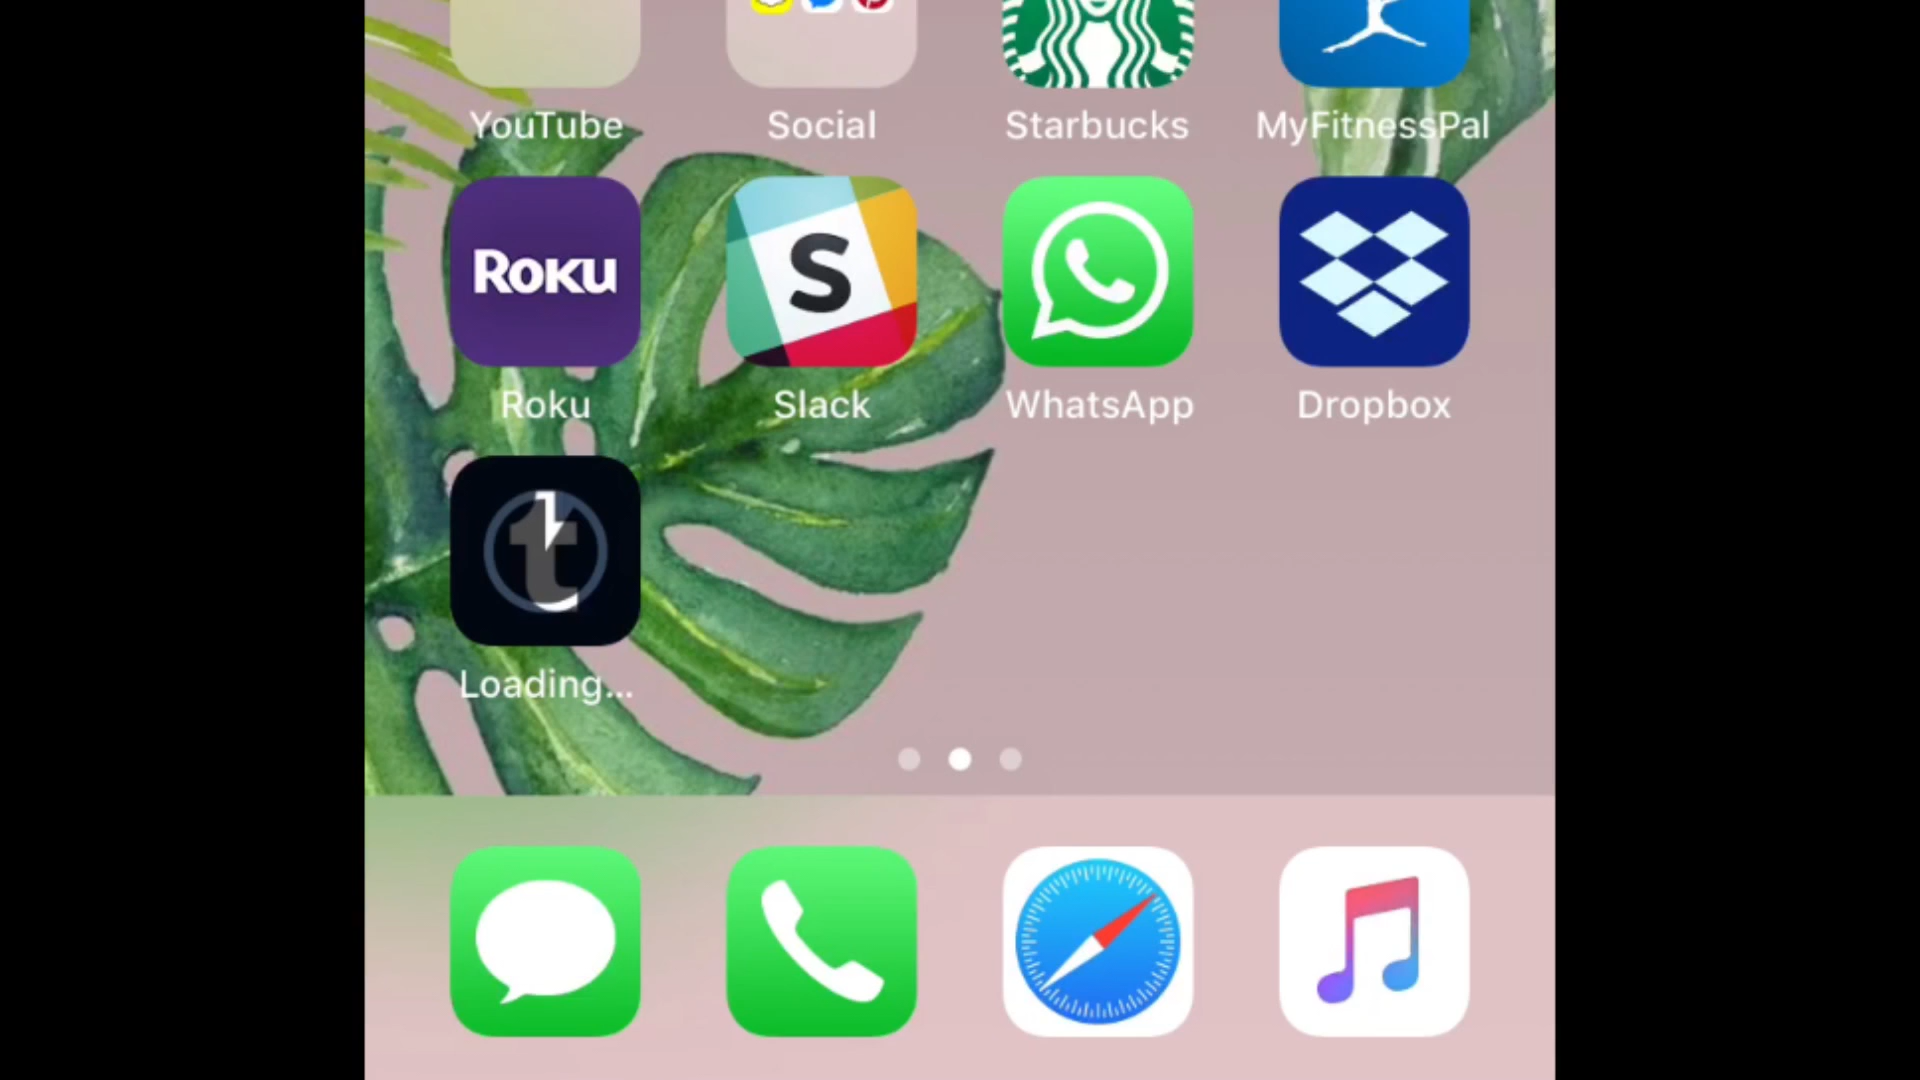 YouTube Social Starbucks MyFitnessPal
ROKU S
Roku Slack WhatsApp Dropbox
t
Loading...